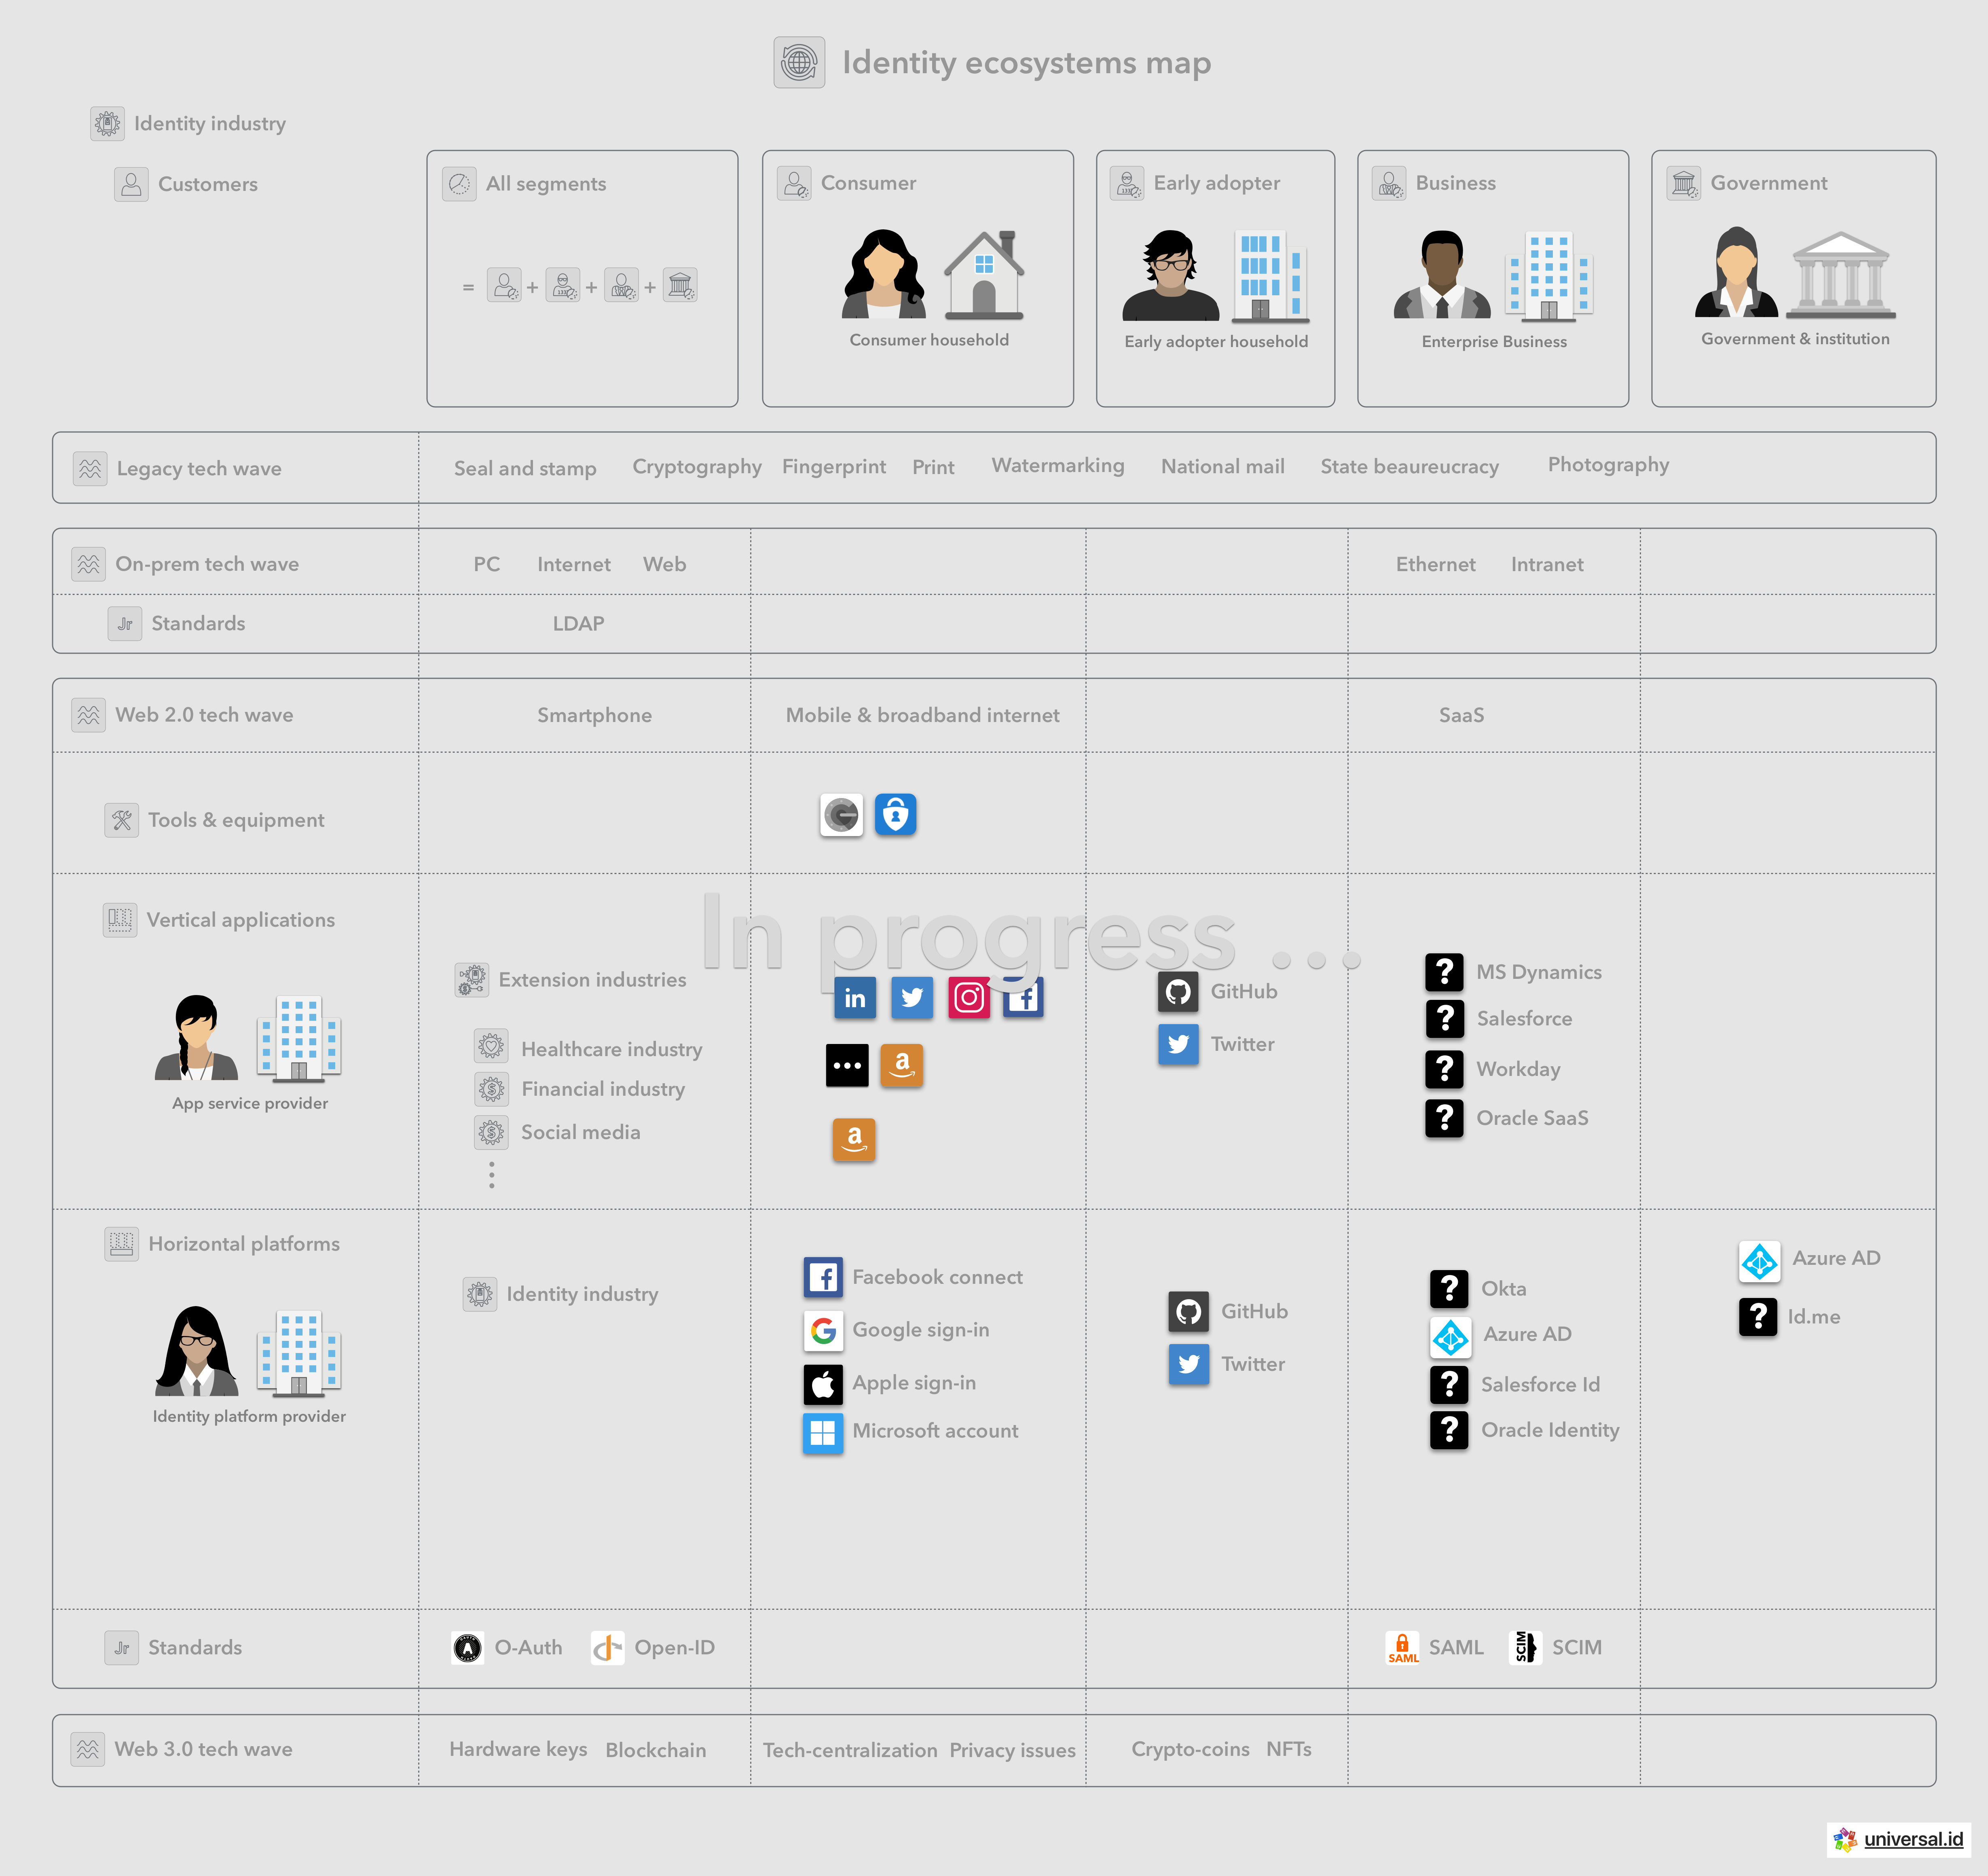 Identity ecosystems map
Identity industry
Customers
All segments
= + + +
Consumer
Consumer household
Early adopter
Early adopter household
Business
Enterprise Business
Government
Government & institution
Legacy tech wave
Seal and stamp Cryptography Fingerprint Print Watermarking National mail State beaureucracy Photography
On-prem tech wave
PC Internet Web
Ethernet Intranet
Jr Standards
LDAP
Web 2.0 tech wave
Smartphone
Mobile & broadband internet
SaaS
Tools & equipment
In progress ...
Vertical applications
App service provider
Extension industries
Healthcare industry
Financial industry
Social media
in
a
a
GitHub
Twitter
? MS Dynamics
? Salesforce
? Workday
? Oracle SaaS
Horizontal platforms
Identity platform provider
Identity industry
Facebook connect
Google sign-in
Apple sign-in
Microsoft account
GitHub
Twitter
? Okta
Azure AD
? Salesforce Id
? Oracle Identity
Azure AD
? Id.me
Jr Standards
A O-Auth
Open-ID
SAML SAML
SCIM SCIM
Web 3.0 tech wave
Hardware keys Blockchain
Tech-centralization Privacy issues
Crypto-coins NFTs
universal.id